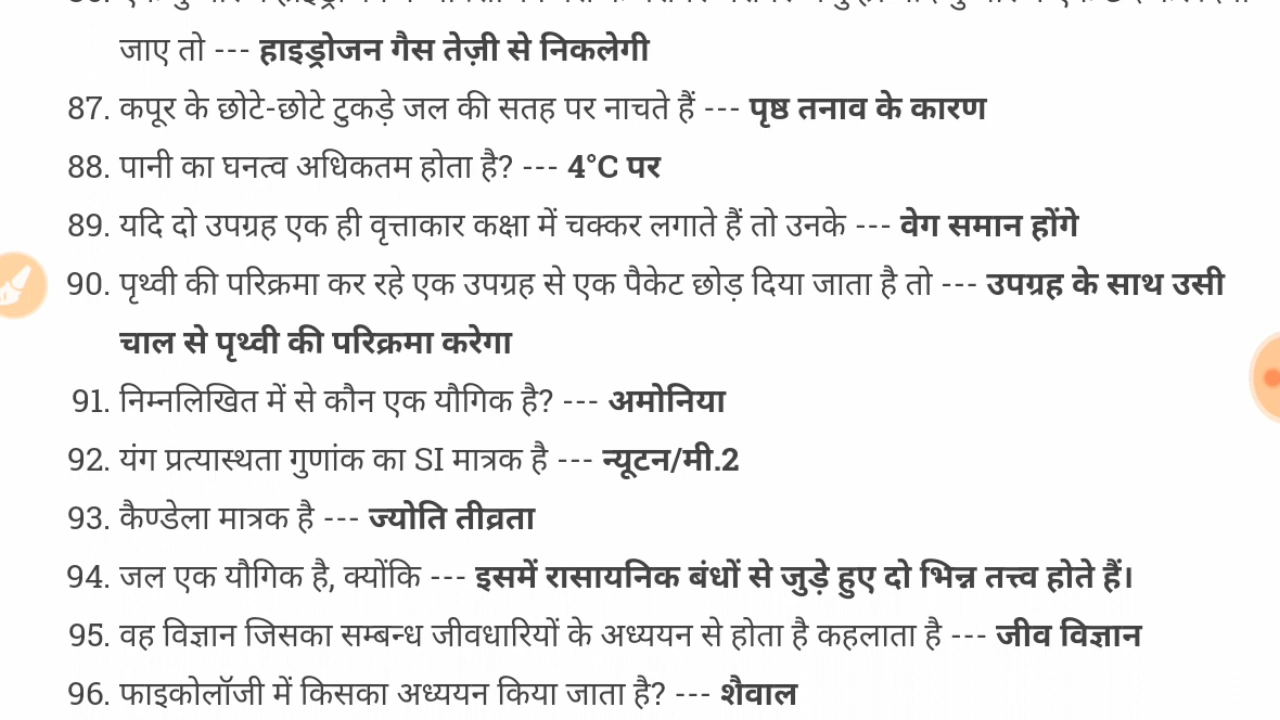 जाए तो --- हाइड्रोजन गैस तेज़ी से निकलेगी
87. कपूर के छोटे-छोटे टुकड़े जल की सतह पर नाचते हैं --- पृष्ठ तनाव के कारण
88. पानी का घनत्व अधिकतम होता है? --- 4°C पर
89. यदि दो उपग्रह एक ही वृत्ताकार कक्षा में चक्कर लगाते हैं तो उनके --- वेग समान होंगे
90. पृथ्वी की परिक्रमा कर रहे एक उपग्रह से एक पैकेट छोड़ दिया जाता है तो --- उपग्रह के साथ उसी
चाल से पृथ्वी की परिक्रमा करेगा
91. निम्नलिखित में से कौन एक यौगिक है? --- अमोनिया
92. यंग प्रत्यास्थता गुणांक का SI मात्रक है --- न्यूटन/मी.2
93. कैण्डेला मात्रक है --- ज्योति तीव्रता
94. जल एक यौगिक है, क्योंकि --- इसमें रासायनिक बंधों से जुड़े हुए दो भिन्न तत्त्व होते हैं।
95. वह विज्ञान जिसका सम्बन्ध जीवधारियों के अध्ययन से होता है कहलाता है --- जीव विज्ञान
96. फाइकोलॉजी में किसका अध्ययन किया जाता है? --- शैवाल